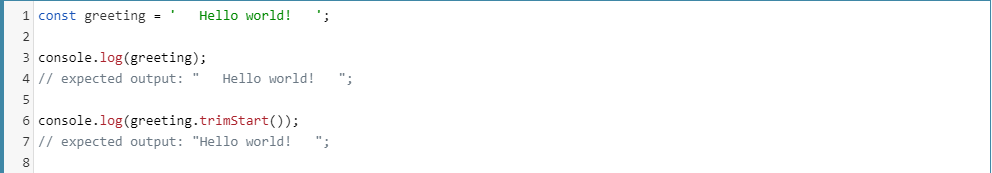 1 const greeting = '   Hello world!   ';
2
3 console.log(greeting);
4 // expected output: "   Hello world!   ";
5
6 console.log(greeting.trimStart());
7 // expected output: "Hello world!   ";
8